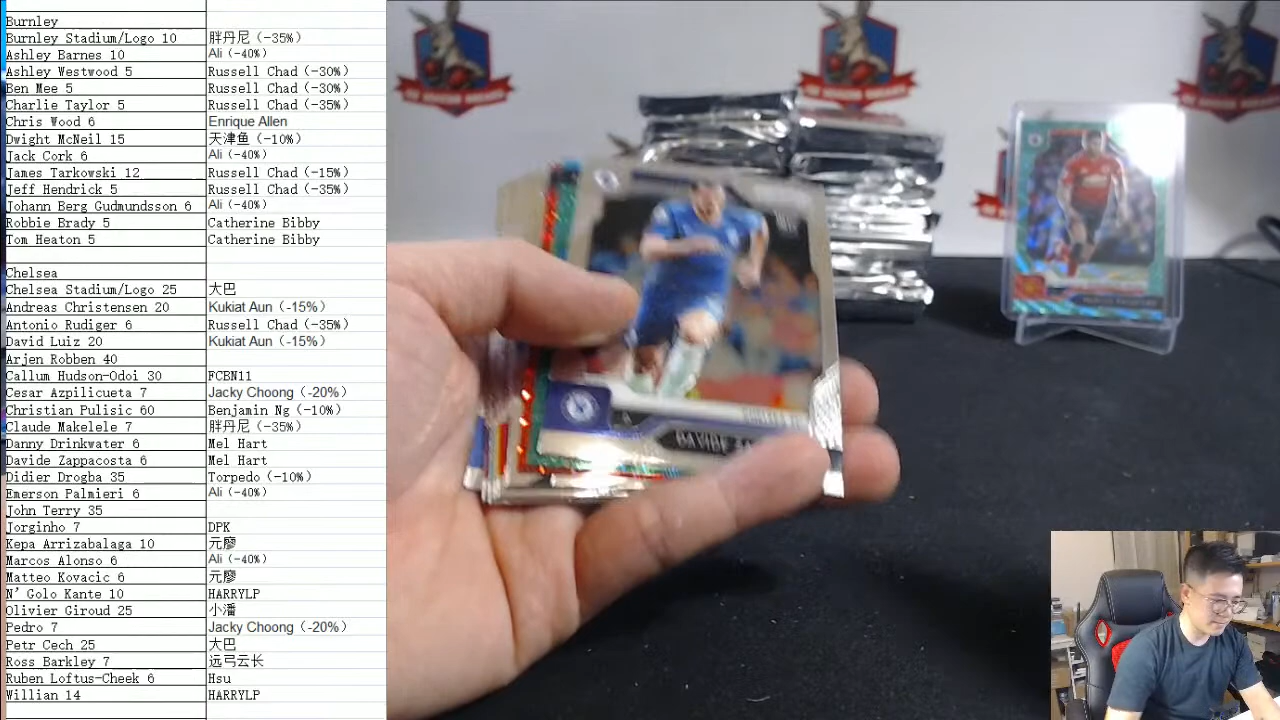 Burnley
Burnley Stadium/Logo 10 胖丹尼 (-35%)
Ashley Barnes 10 Ali (-40%)
Ashley Westwood 5 Russell Chad (-30%)
Ben Mee 5 Russell Chad (-30%)
Charlie Taylor 5 Russell Chad (-35%)
Chris Wood 6 Enrique Allen
Dwight McNeil 15 天津鱼 (-10%)
Jack Cork 6 Ali (-40%)
James Tarkowski 12 Russell Chad (-15%)
Jeff Hendrick 5 Russell Chad (-35%)
Johann Berg Gudmundsson 6 Ali (-40%)
Robbie Brady 5 Catherine Bibby
Tom Heaton 5 Catherine Bibby
Chelsea
Chelsea Stadium/Logo 25 大巴
Andreas Christensen 20 Kukiat Aun (-15%)
Antonio Rudiger 6 Russell Chad (-35%)
David Luiz 20 Kukiat Aun (-15%)
Arjen Robben 40
Callum Hudson-Odoi 30 FCBN11
Cesar Azpilicueta 7 Jacky Choong (-20%)
Christian Pulisic 60 Benjamin Ng (-10%)
Claude Makelele 7 胖丹尼 (-35%)
Danny Drinkwater 6 Mel Hart
Davide Zappacosta 6 Mel Hart
Didier Drogba 35 Torpedo (-10%)
Emerson Palmieri 6 Ali (-40%)
John Terry 35
Jorginho 7 DPK
Kepa Arrizabalaga 10 元廖
Marcos Alonso 6 Ali (-40%)
Matteo Kovacic 6 元廖
N' Golo Kante 10 HARRYLP
Olivier Giroud 25 小潘
Pedro 7 Jacky Choong (-20%)
Petr Cech 25 大巴
Ross Barkley 7 远弓云长
Ruben Loftus-Cheek 6 Hsu
Willian 14 HARRYLP
DAVIDE